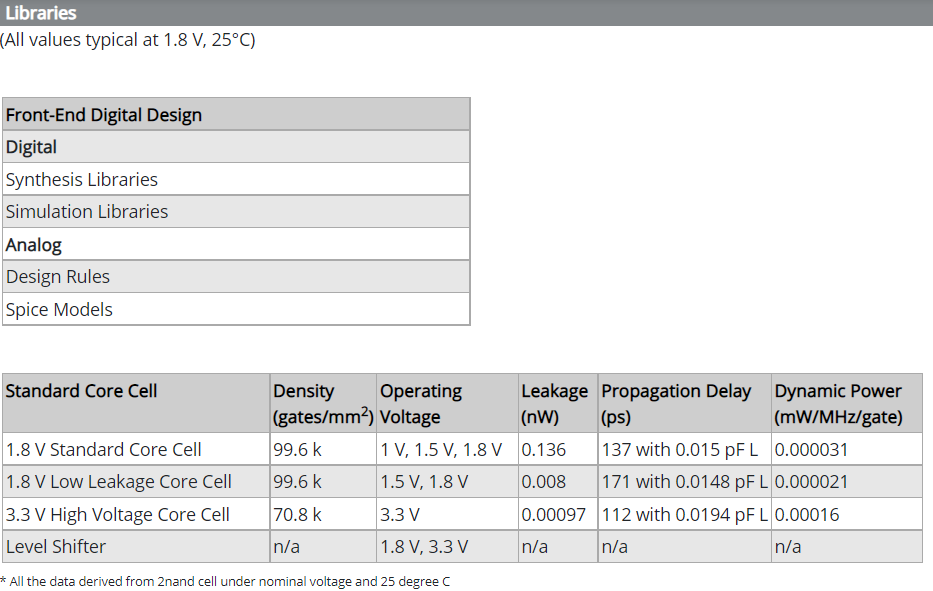 Libraries
(All values typical at 1.8 V, 25°C)
Front-End Digital Design
Digital
Synthesis Libraries
Simulation Libraries
Analog
Design Rules
Spice Models
Standard Core Cell Density (gates/mm²) Operating Voltage Leakage (nW) Propagation Delay (ps) Dynamic Power (mW/MHz/gate)
1.8 V Standard Core Cell 99.6 k 1 V, 1.5 V, 1.8 V 0.136 137 with 0.015 pF L 0.000031
1.8 V Low Leakage Core Cell 99.6 k 1.5 V, 1.8 V 0.008 171 with 0.0148 pF L 0.000021
3.3 V High Voltage Core Cell 70.8 k 3.3 V 0.00097 112 with 0.0194 pF L 0.00016
Level Shifter n/a 1.8 V, 3.3 V n/a n/a n/a
* All the data derived from 2nand cell under nominal voltage and 25 degree C